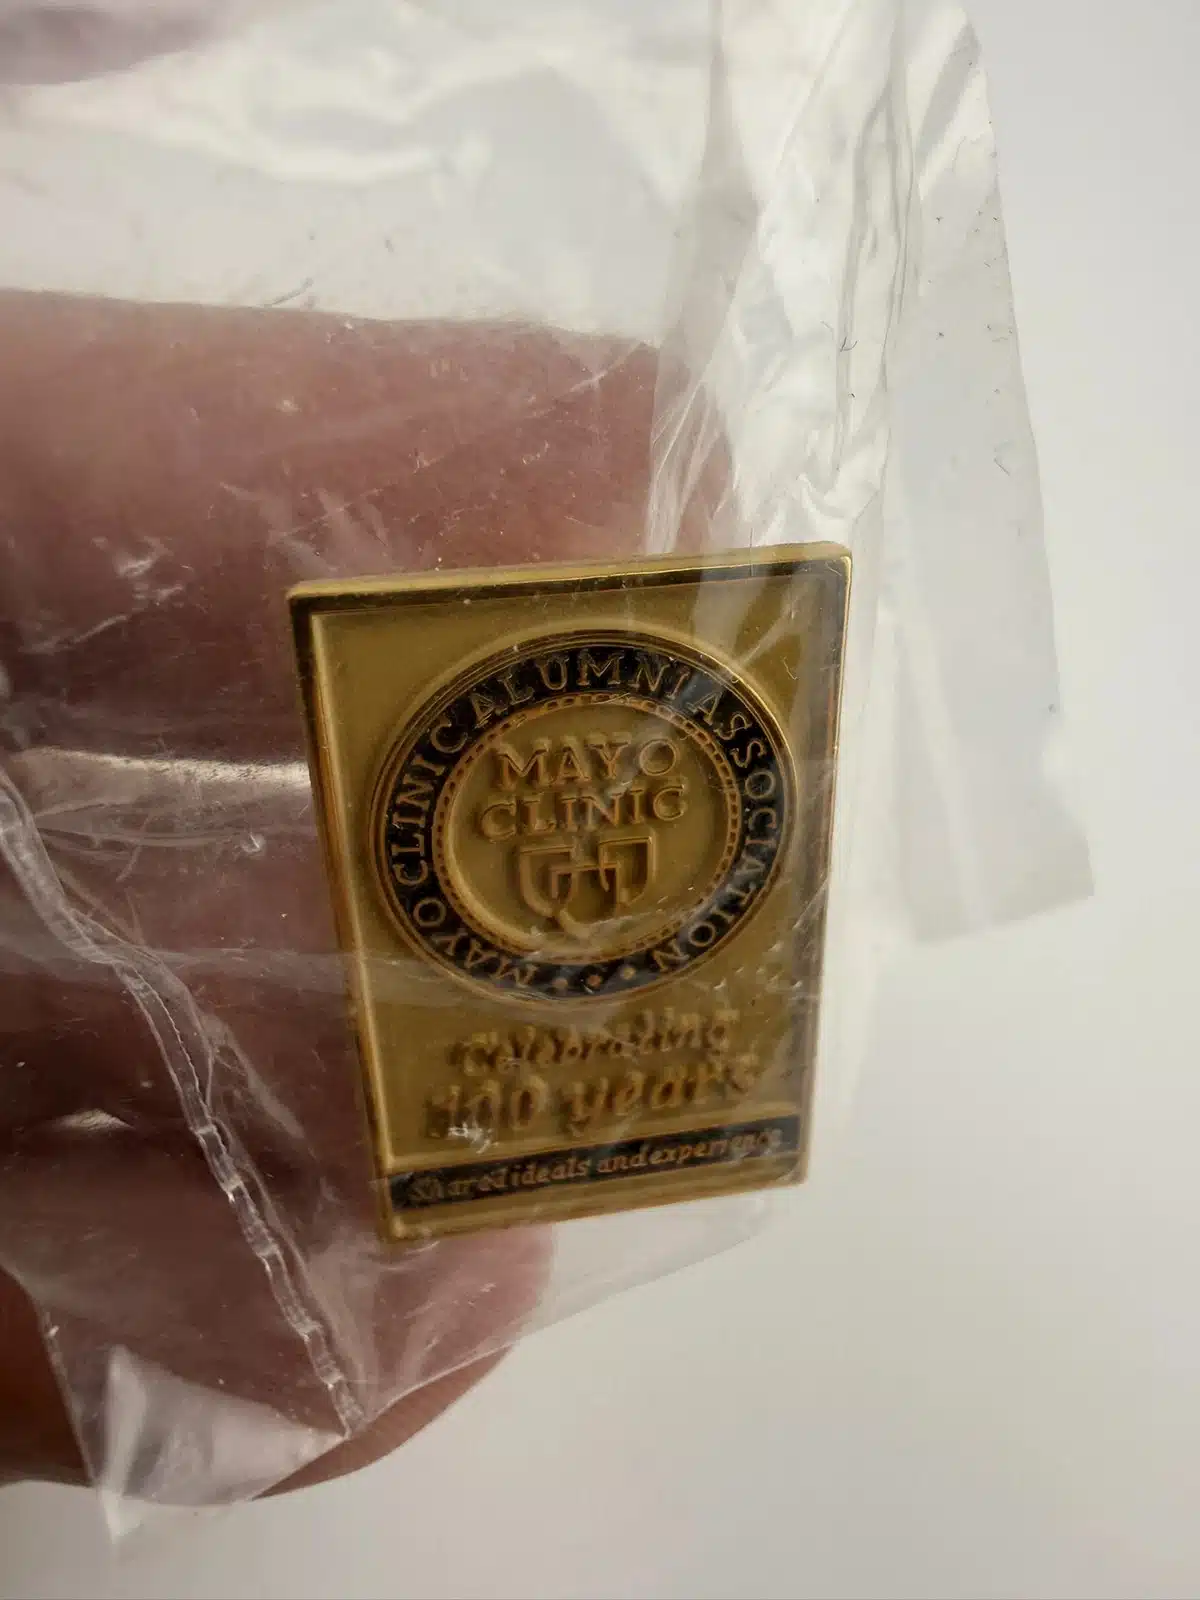 MAYO CLINIC ALUMNI ASSOCIATION
MAYO
CLINIC
Celebrating
100 years
Shared ideals and experience